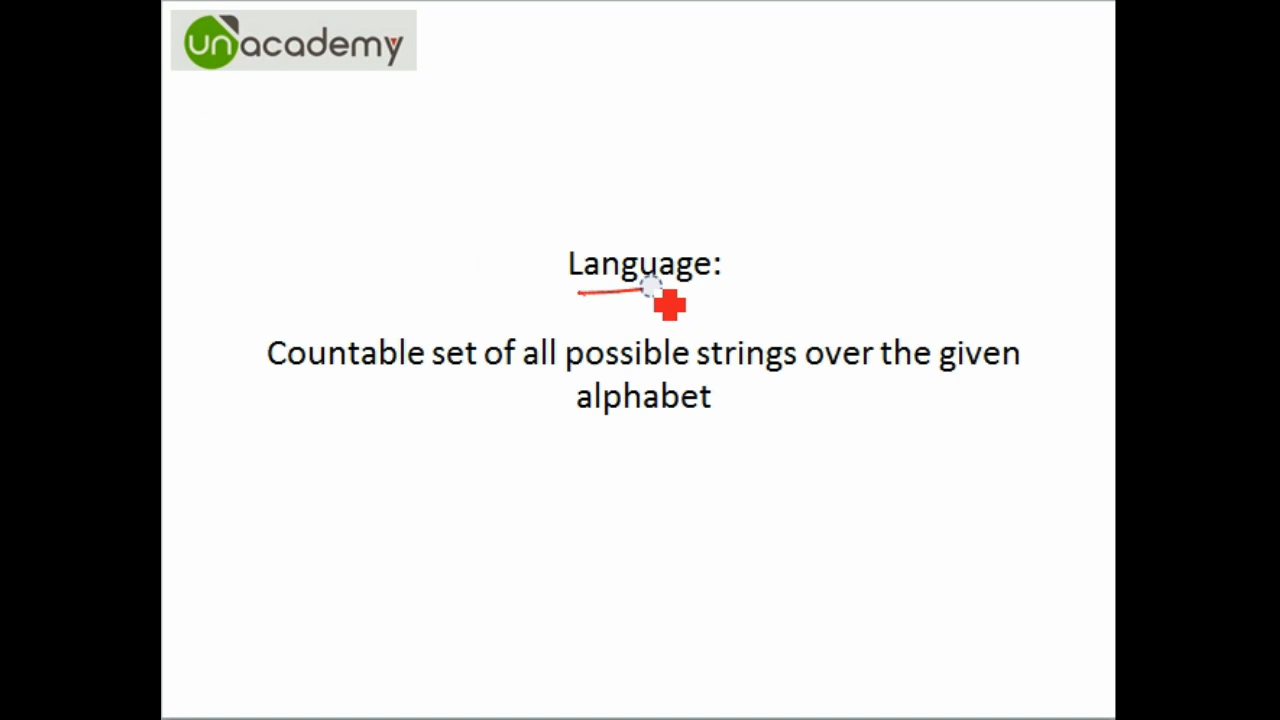 unacademy
Language:
Countable set of all possible strings over the given
alphabet